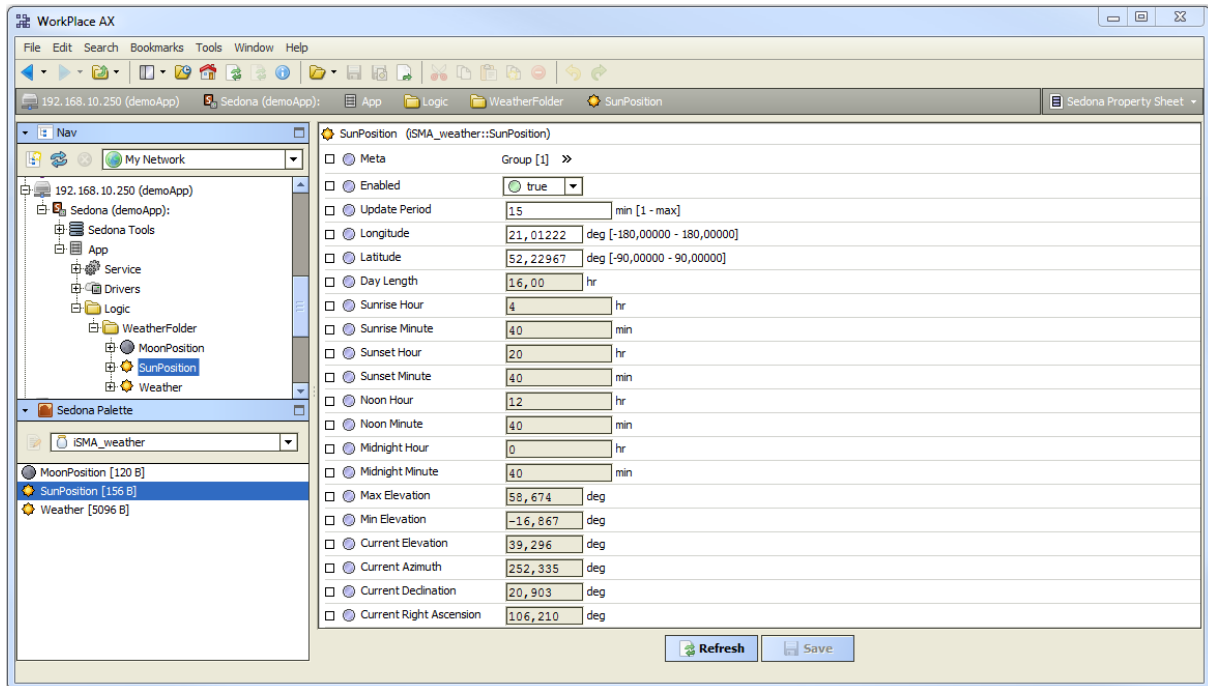 WorkPlace AX
File Edit Search Bookmarks Tools Window Help
192.168.10.250 (demoApp) Sedona (demoApp): App Logic WeatherFolder SunPosition Sedona Property Sheet
Nav
My Network
192.168.10.250 (demoApp)
Sedona (demoApp):
Sedona Tools
App
Service
Drivers
Logic
WeatherFolder
MoonPosition
SunPosition
Weather
Sedona Palette
iSMA_weather
MoonPosition [120 B]
SunPosition [156 B]
Weather [5096 B]
SunPosition (iSMA_weather::SunPosition)
Meta Group [1] »
Enabled true
Update Period 15 min [1 - max]
Longitude 21,01222 deg [-180,00000 - 180,00000]
Latitude 52,22967 deg [-90,00000 - 90,00000]
Day Length 16,00 hr
Sunrise Hour 4 hr
Sunrise Minute 40 min
Sunset Hour 20 hr
Sunset Minute 40 min
Noon Hour 12 hr
Noon Minute 40 min
Midnight Hour 0 hr
Midnight Minute 40 min
Max Elevation 58,674 deg
Min Elevation -16,867 deg
Current Elevation 39,296 deg
Current Azimuth 252,335 deg
Current Declination 20,903 deg
Current Right Ascension 106,210 deg
Refresh Save